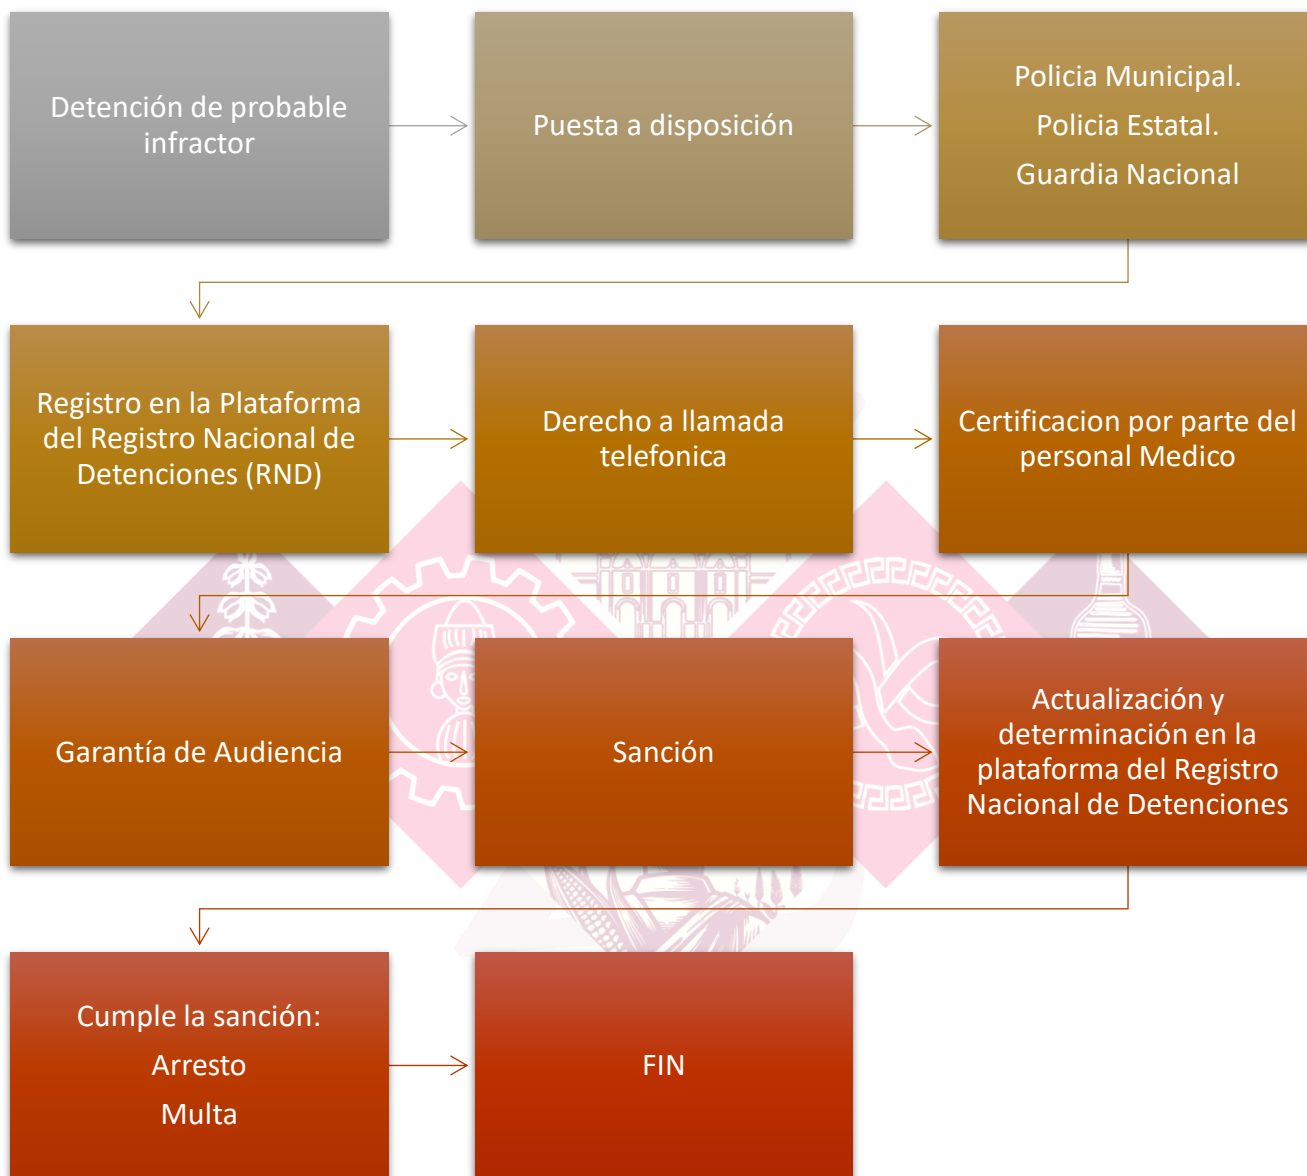 Detención de probable
infractor
Puesta a disposición
Policia Municipal.
Policia Estatal.
Guardia Nacional
Registro en la Plataforma
del Registro Nacional de
Detenciones (RND)
Derecho a llamada
telefonica
Certificacion por parte del
personal Medico
Garantía de Audiencia
Sanción
Actualización y
determinación en la
plataforma del Registro
Nacional de Detenciones
Cumple la sanción:
Arresto
Multa
FIN